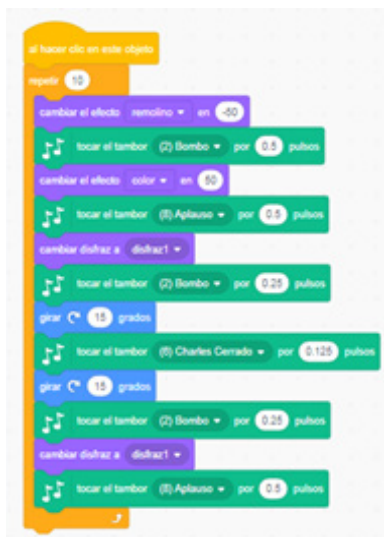 al hacer clic en este objeto
repetir 10
cambiar el efecto remolino en -50
tocar el tambor (2) Bombo por 0.5 pulsos
cambiar el efecto color en 50
tocar el tambor (8) Aplauso por 0.5 pulsos
cambiar disfraz a disfraz1
tocar el tambor (2) Bombo por 0.25 pulsos
girar 15 grados
tocar el tambor (6) Charles Cerrado por 0.125 pulsos
girar 15 grados
tocar el tambor (2) Bombo por 0.25 pulsos
cambiar disfraz a disfraz1
tocar el tambor (8) Aplauso por 0.5 pulsos